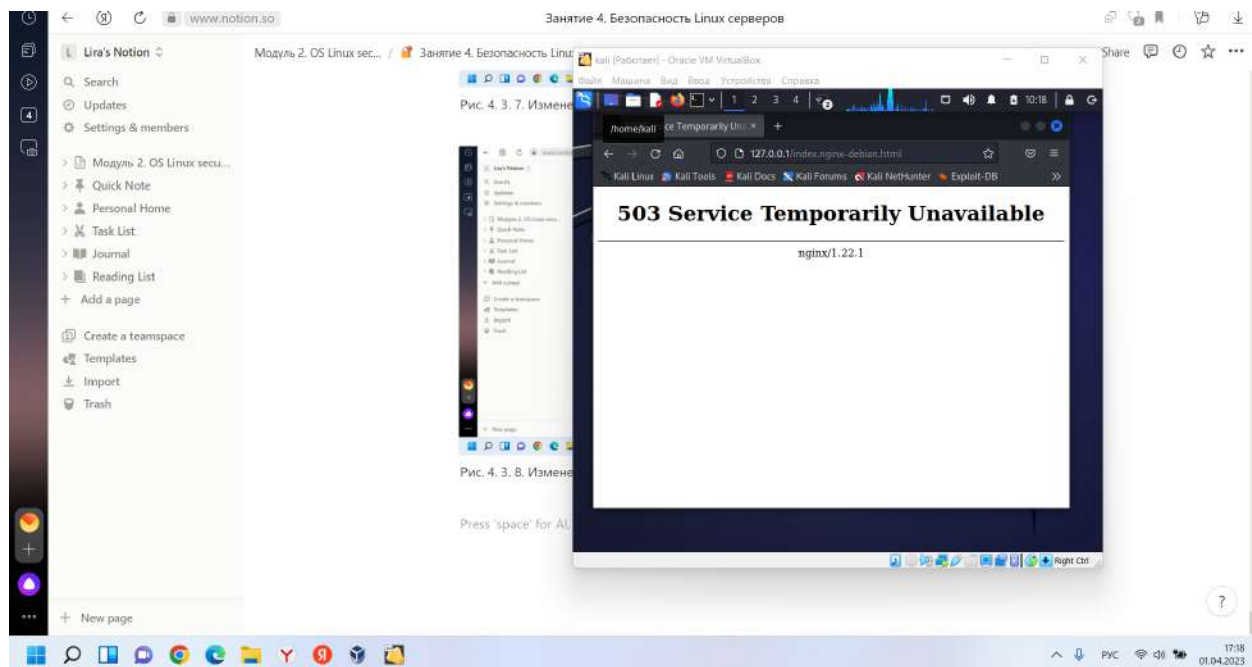 www.notion.so
Занятие 4. Безопасность Linux серверов
L Lira's Notion
Модуль 2. OS Linux sec... / Занятие 4. Безопасность Linu
Share
Search
Updates
Settings & members
Модуль 2. OS Linux secu...
Quick Note
Personal Home
Task List
Journal
Reading List
Add a page
Create a teamspace
Templates
Import
Trash
New page
4
Рис. 4. 3. 7. Измене
Рис. 4. 3. 8. Измене
Press 'space' for AI,
kali [Работает] - Oracle VM VirtualBox
Файл Машина Вид Ввод Устройства Справка
1 2 3 4
10:18
/home/kali
ce Temporarily Una
127.0.0.1/index.nginx-debian.html
Kali Linux Kali Tools Kali Docs Kali Forums Kali NetHunter Exploit-DB
503 Service Temporarily Unavailable
nginx/1.22.1
Right Ctrl
?
РУС
17:18
01.04.2023